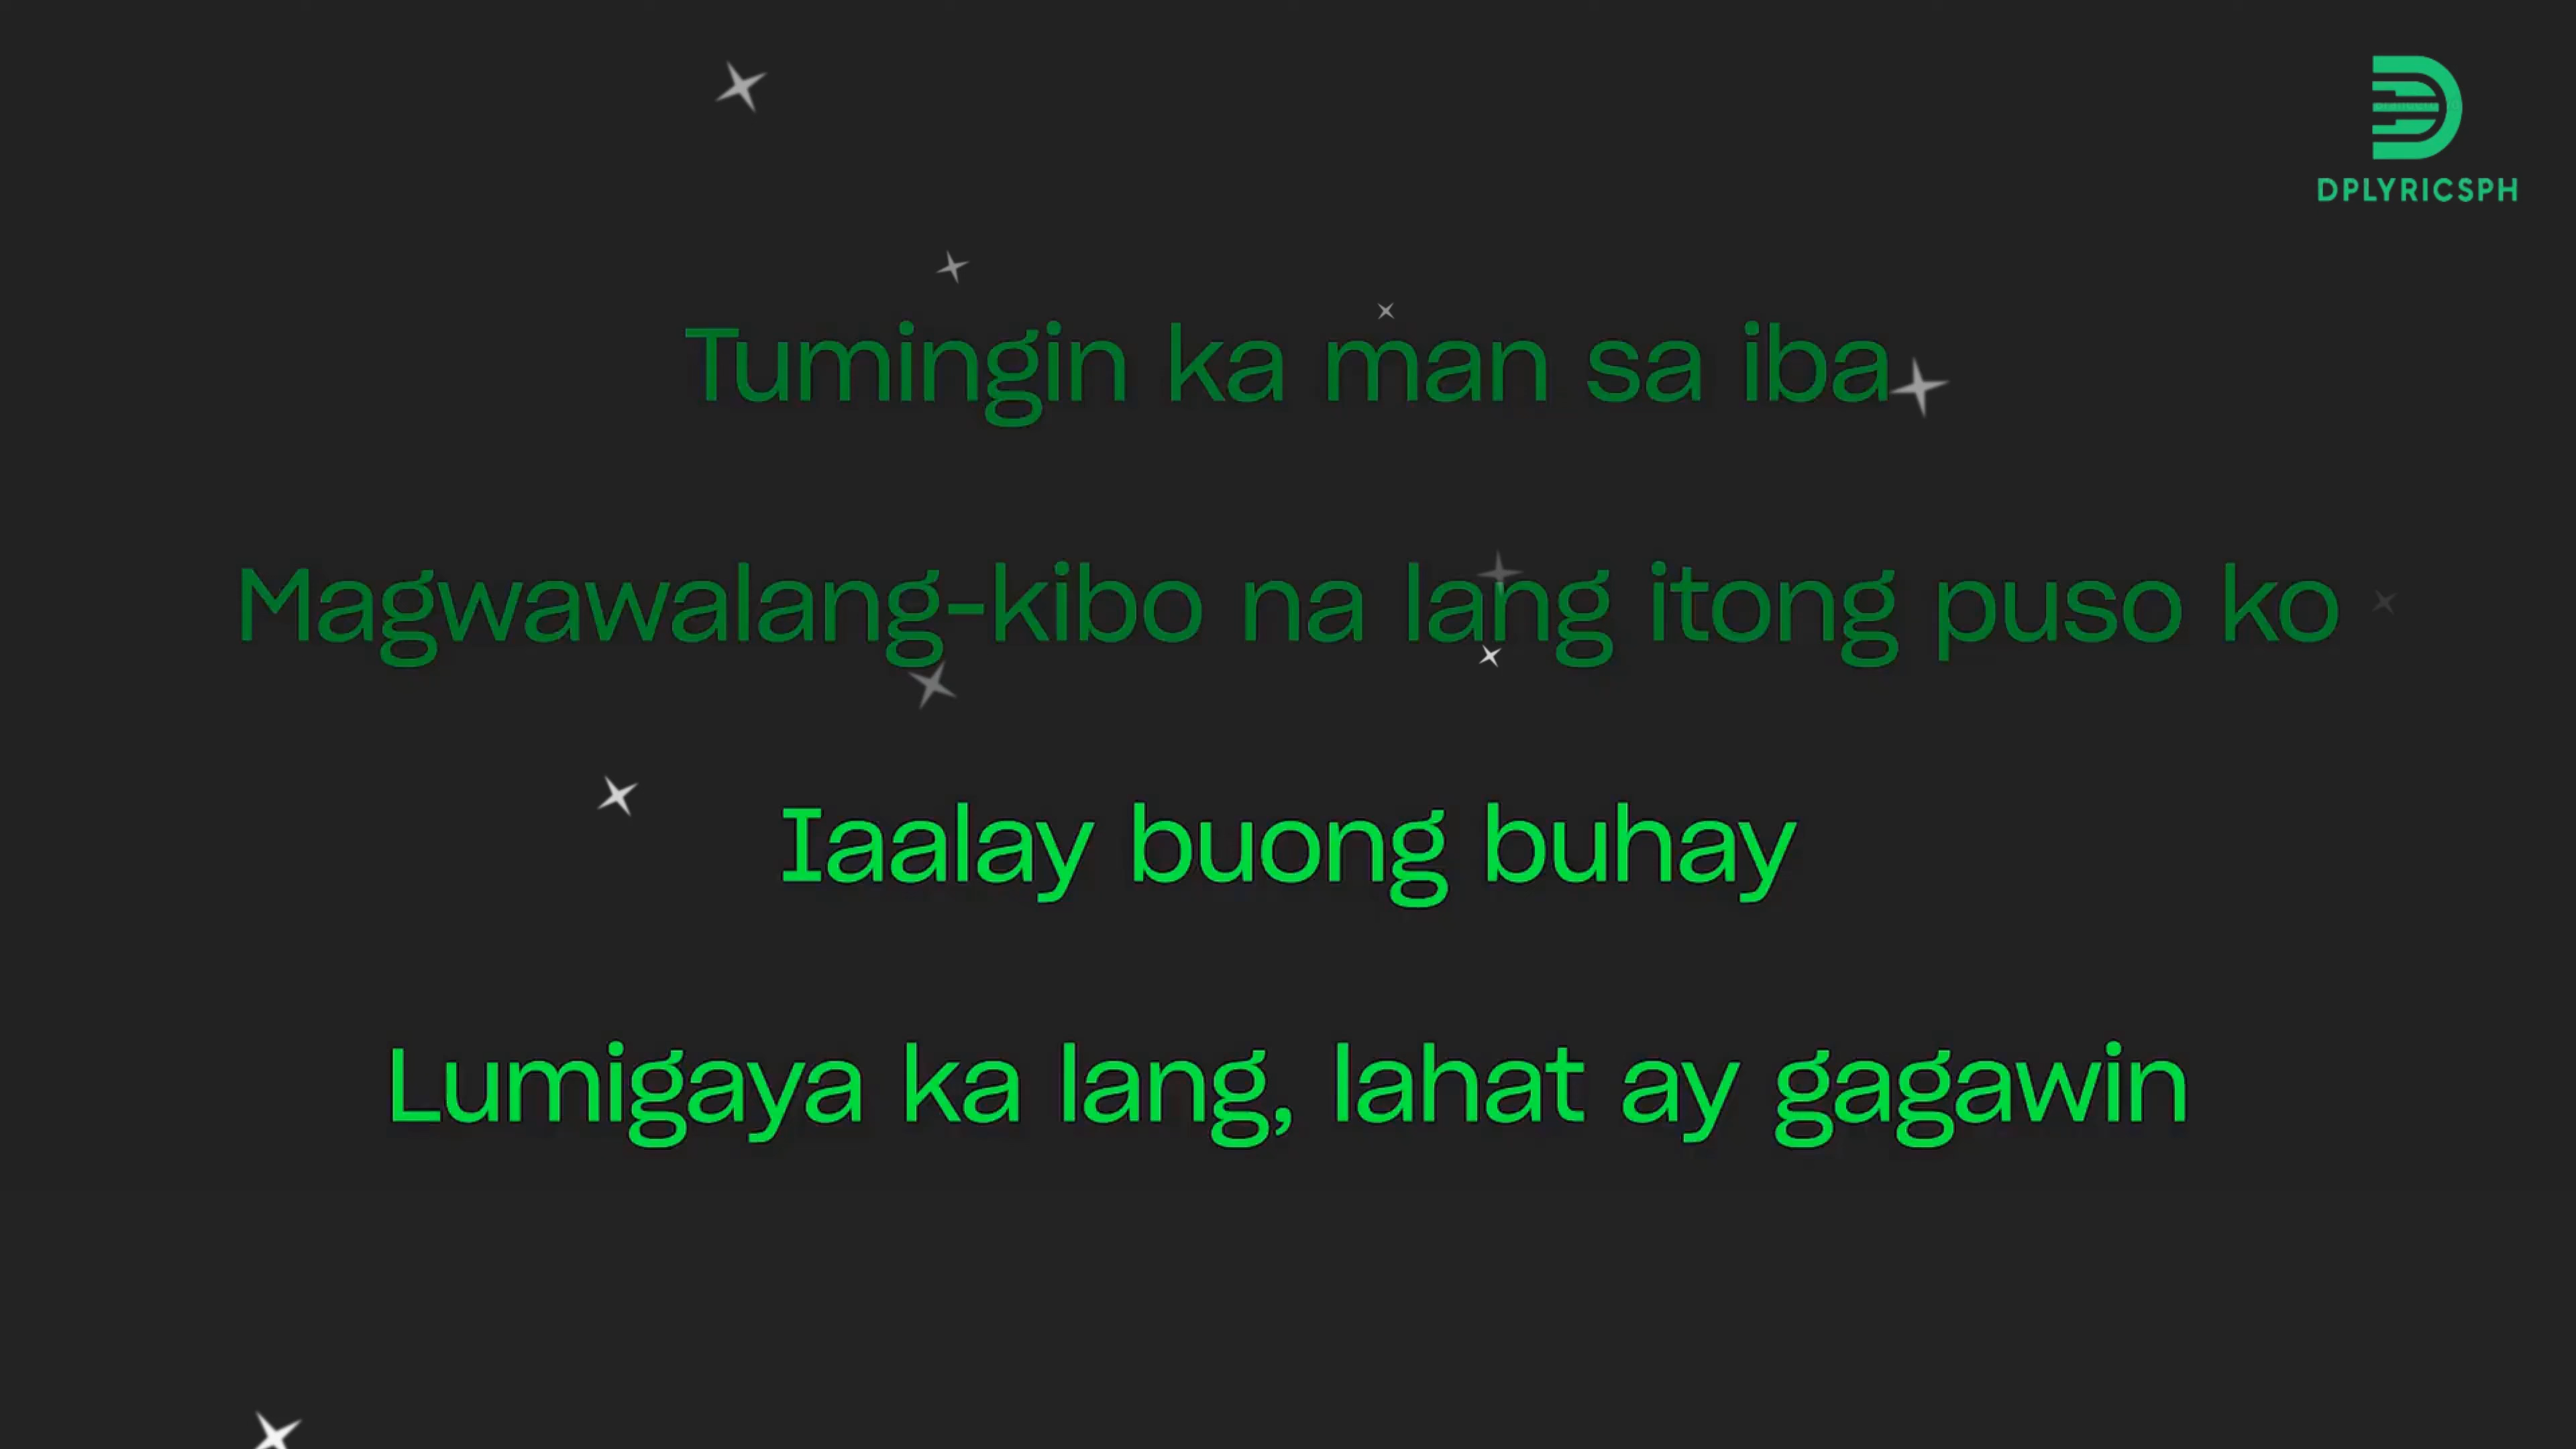 DPLYRICSPH
Tumingin ka man sa iba
Magwawalang-kibo na lang itong puso ko
Iaalay buong buhay
Lumigaya ka lang, lahat ay gagawin